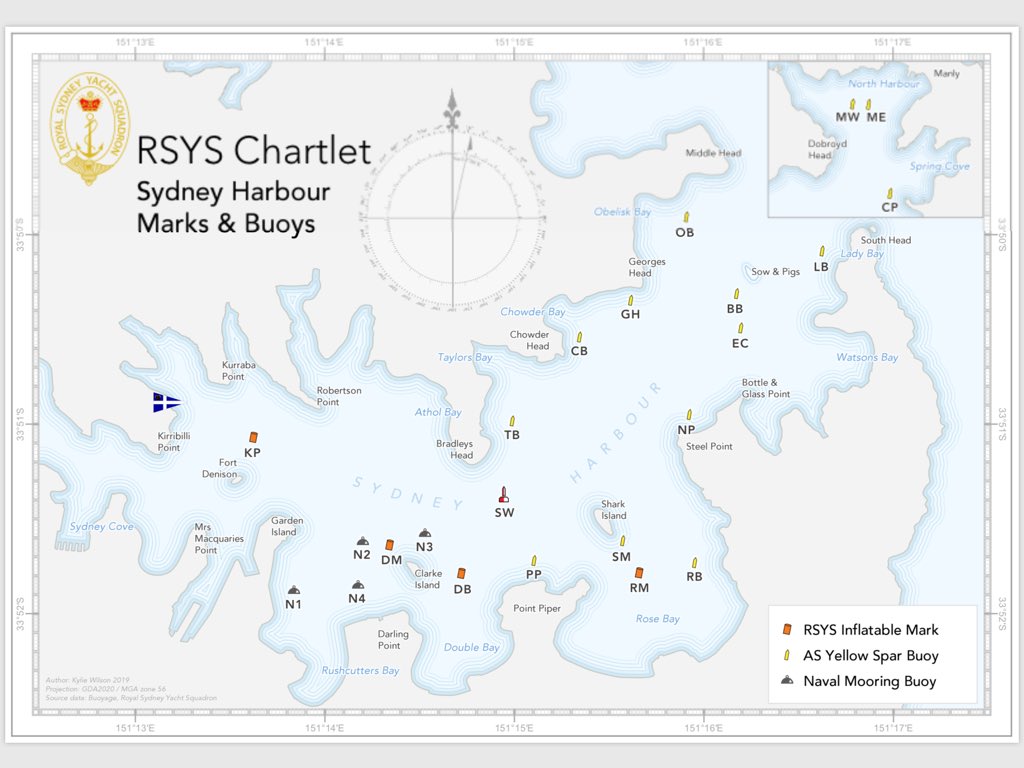 151°13'E 151°14'E 151°15'E 151°16'E 151°17'E
ROYAL SYDNEY YACHT SQUADRON
RSYS Chartlet
Sydney Harbour
Marks & Buoys
Manly
North Harbour
MW ME
Dobroyd
Head
Spring Cove
CP
Middle Head
Obelisk Bay
OB
33°50'S
33°50'S
South Head
Lady Bay
LB
Georges
Head
Sow & Pigs
GH
BB
EC
Chowder Bay
Chowder
Head
CB
Taylors Bay
Watsons Bay
Kurraba
Point
Robertson
Point
Bottle &
Glass Point
Athol Bay
33°51'S
33°51'S
Kirribilli
Point
KP
Bradleys
Head
TB
NP
Steel Point
HARBOUR
Fort
Denison
SYDNEY
SW
Shark
Island
Sydney Cove
Mrs
Macquaries
Point
Garden
Island
N2
DM
N3
SM
PP
RB
Clarke
Island
DB
RM
N1
N4
Point Piper
33°52'S
33°52'S
Rose Bay
Darling
Point
Double Bay
Rushcutters Bay
RSYS Inflatable Mark
AS Yellow Spar Buoy
Naval Mooring Buoy
Author: Kylie Wilson 2019
Projection: GDA2020 / MGA zone 56
Source data: Buoyage, Royal Sydney Yacht Squadron
151°13'E 151°14'E 151°15'E 151°16'E 151°17'E